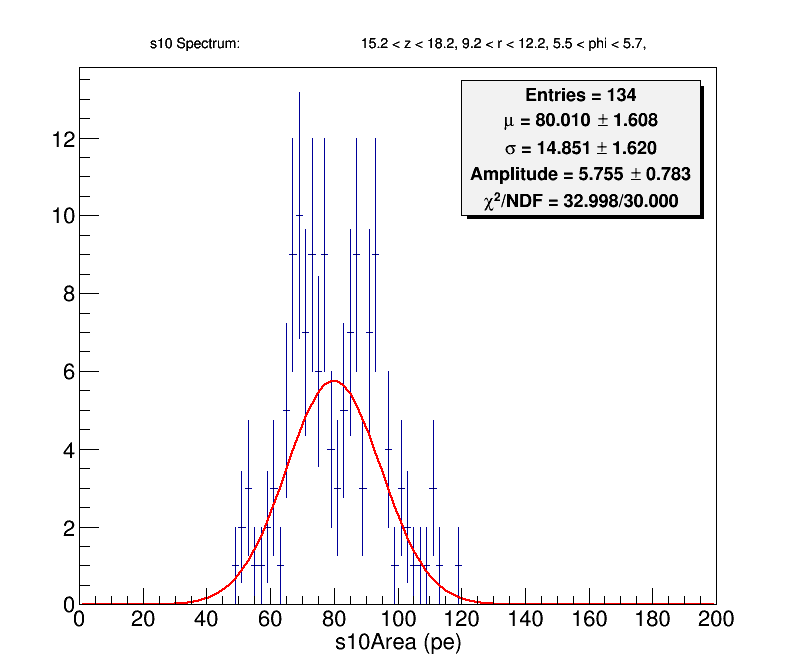 s10 Spectrum: 15.2 < z < 18.2, 9.2 < r < 12.2, 5.5 < phi < 5.7,
Entries = 134
μ = 80.010 ± 1.608
σ = 14.851 ± 1.620
Amplitude = 5.755 ± 0.783
χ²/NDF = 32.998/30.000
12
10
8
6
4
2
0
0 20 40 60 80 100 120 140 160 180 200
s10Area (pe)